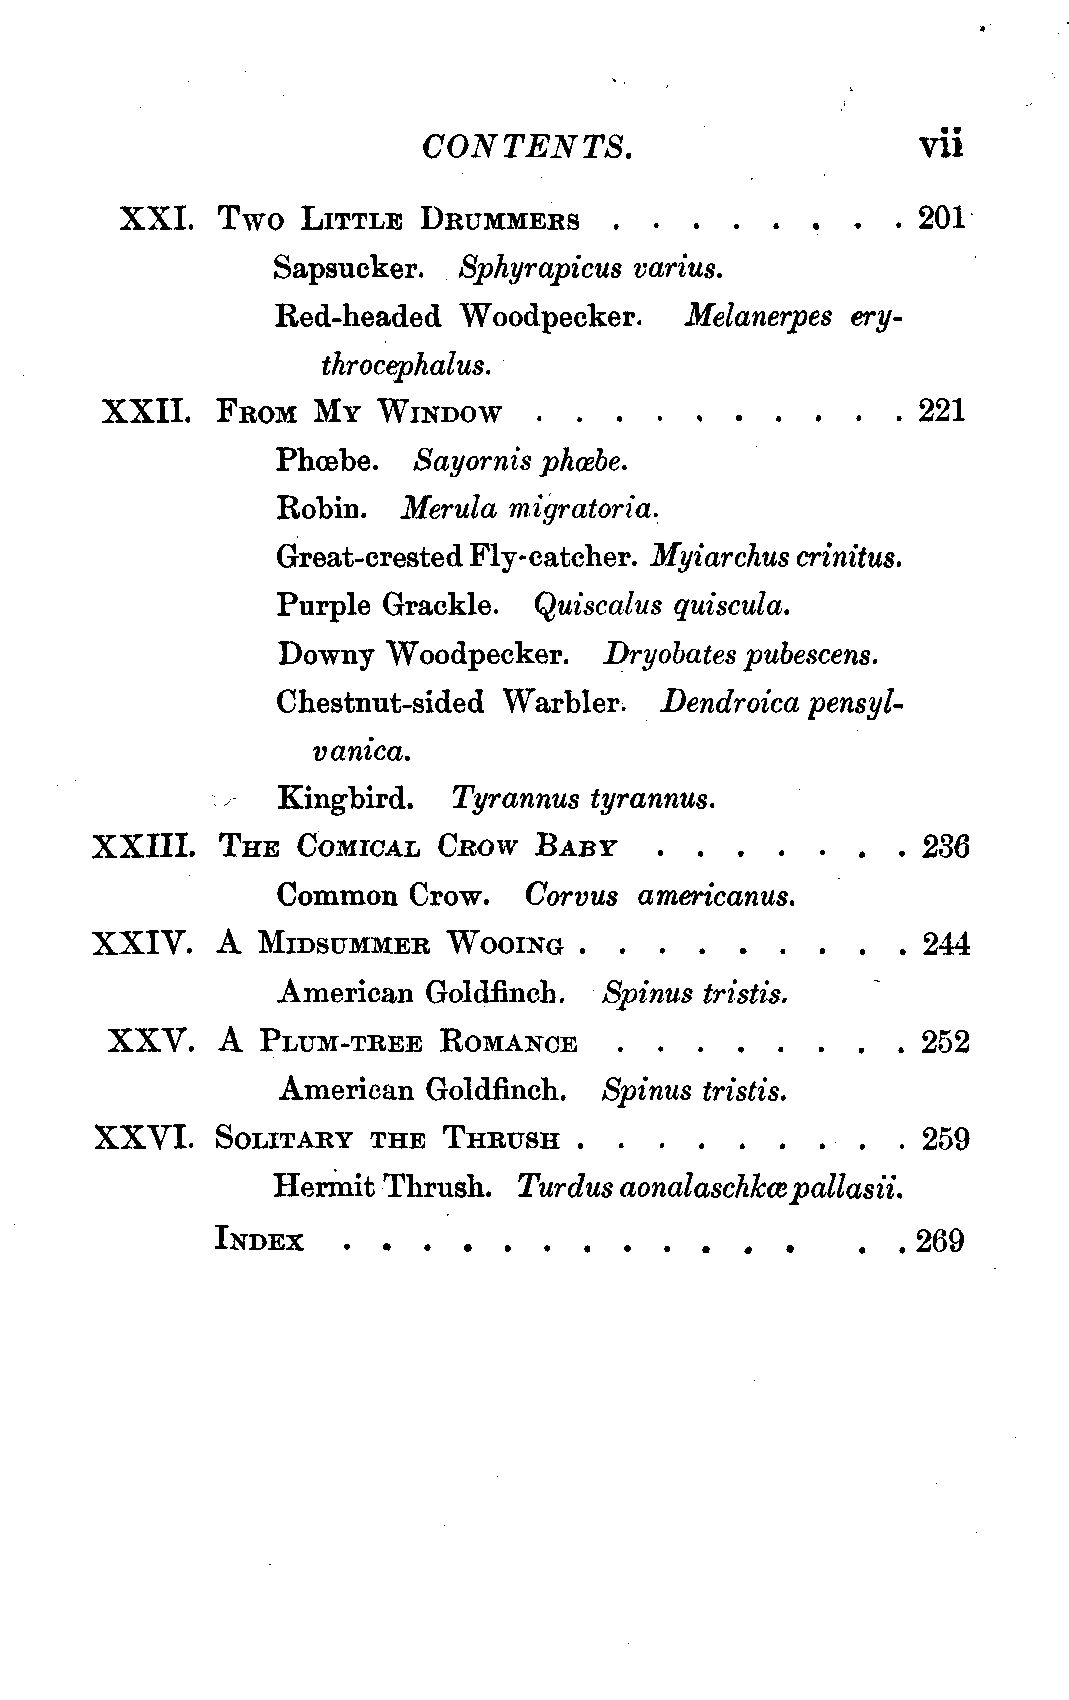 CONTENTS. vii
XXI. Two Little Drummers . . . . . . . . 201
Sapsucker. Sphyrapicus varius.
Red-headed Woodpecker. Melanerpes ery-
throcephalus.
XXII. From My Window . . . . . . . . . . 221
Phœbe. Sayornis phœbe.
Robin. Merula migratoria.
Great-crested Fly-catcher. Myiarchus crinitus.
Purple Grackle. Quiscalus quiscula.
Downy Woodpecker. Dryobates pubescens.
Chestnut-sided Warbler. Dendroica pensyl-
vanica.
Kingbird. Tyrannus tyrannus.
XXIII. The Comical Crow Baby . . . . . . . 236
Common Crow. Corvus americanus.
XXIV. A Midsummer Wooing . . . . . . . . . 244
American Goldfinch. Spinus tristis.
XXV. A Plum-tree Romance . . . . . . . . 252
American Goldfinch. Spinus tristis.
XXVI. Solitary the Thrush . . . . . . . . . 259
Hermit Thrush. Turdus aonalaschkœ pallasii.
Index . . . . . . . . . . . . . . 269